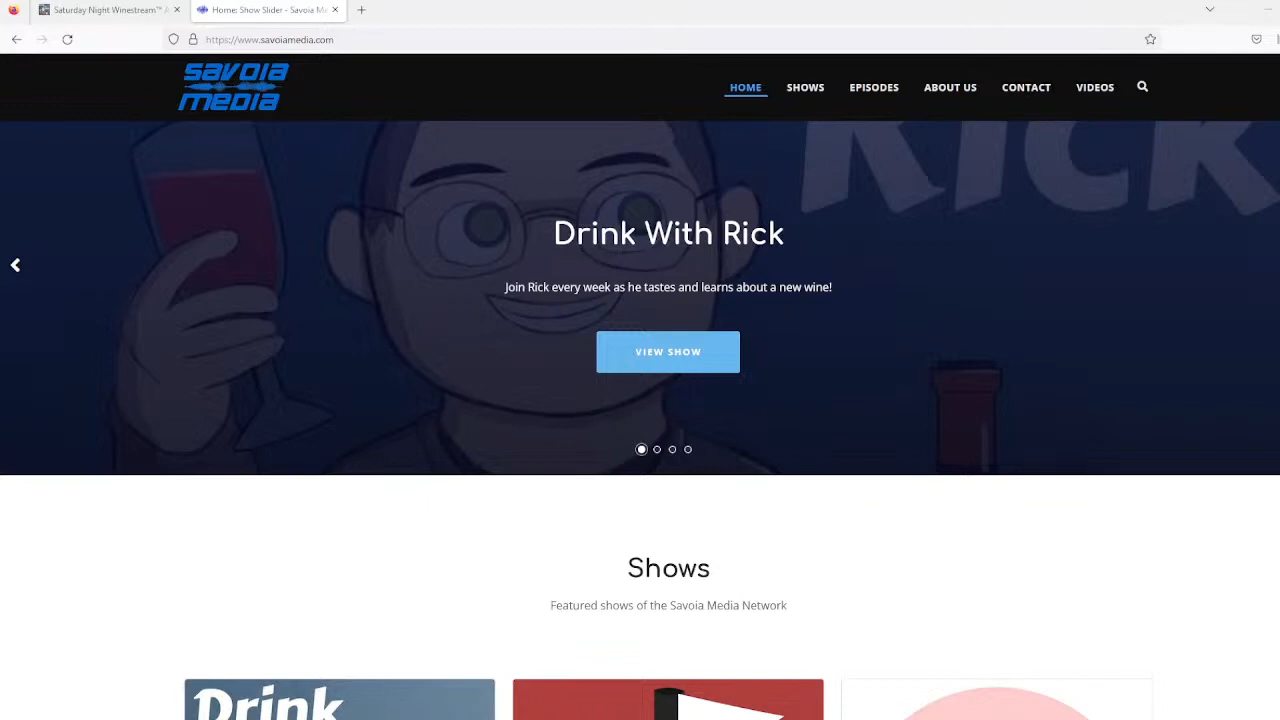 Saturday Night Winestream™
Home: Show Slider - Savoia M
https://www.savoiamedia.com
savoia
media
HOME
SHOWS
EPISODES
ABOUT US
CONTACT
VIDEOS
Rick
Drink With Rick
Join Rick every week as he tastes and learns about a new wine!
VIEW SHOW
Shows
Featured shows of the Savoia Media Network
Drink